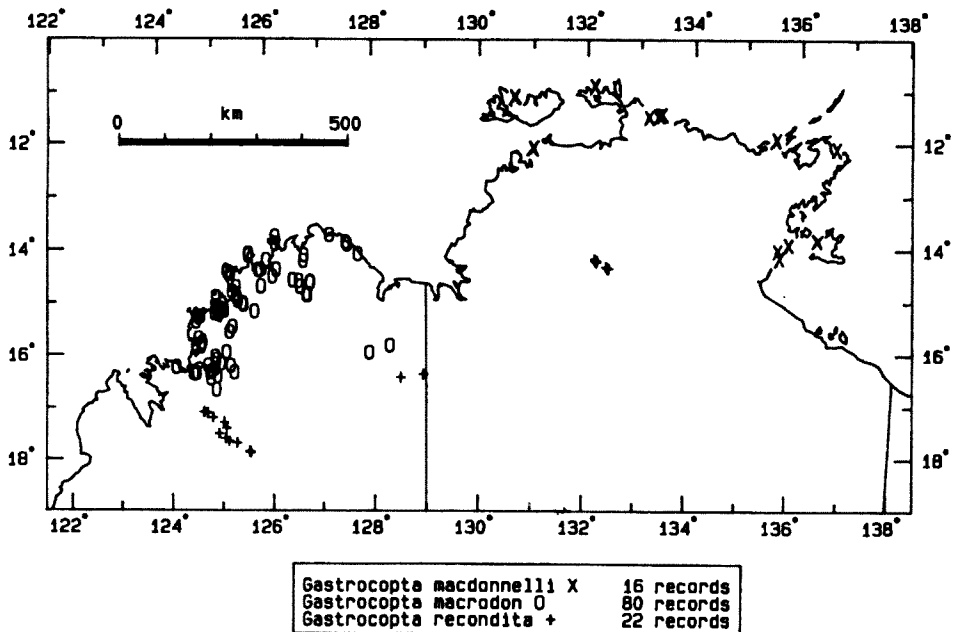 122° 124° 126° 128° 130° 132° 134° 136° 138°
km
0 500
12° 12°
14° 14°
16° 16°
18° 18°
122° 124° 126° 128° 130° 132° 134° 136° 138°
Gastrocopta macdonnelli X 16 records
Gastrocopta macrodon O 80 records
Gastrocopta recondita + 22 records